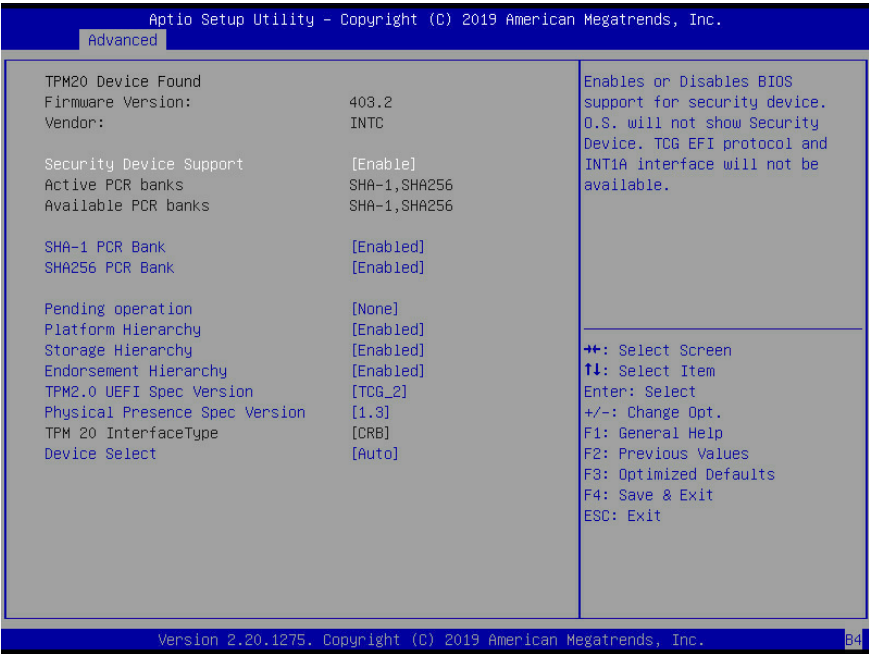 Aptio Setup Utility – Copyright (C) 2019 American Megatrends, Inc.
Advanced
TPM20 Device Found
Firmware Version: 403.2
Vendor: INTC
Security Device Support [Enable]
Active PCR banks SHA-1,SHA256
Available PCR banks SHA-1,SHA256
SHA-1 PCR Bank [Enabled]
SHA256 PCR Bank [Enabled]
Pending operation [None]
Platform Hierarchy [Enabled]
Storage Hierarchy [Enabled]
Endorsement Hierarchy [Enabled]
TPM2.0 UEFI Spec Version [TCG_2]
Physical Presence Spec Version [1.3]
TPM 20 InterfaceType [CRB]
Device Select [Auto]
Enables or Disables BIOS
support for security device.
O.S. will not show Security
Device. TCG EFI protocol and
INT1A interface will not be
available.
→←: Select Screen
↑↓: Select Item
Enter: Select
+/-: Change Opt.
F1: General Help
F2: Previous Values
F3: Optimized Defaults
F4: Save & Exit
ESC: Exit
Version 2.20.1275. Copyright (C) 2019 American Megatrends, Inc.
B4